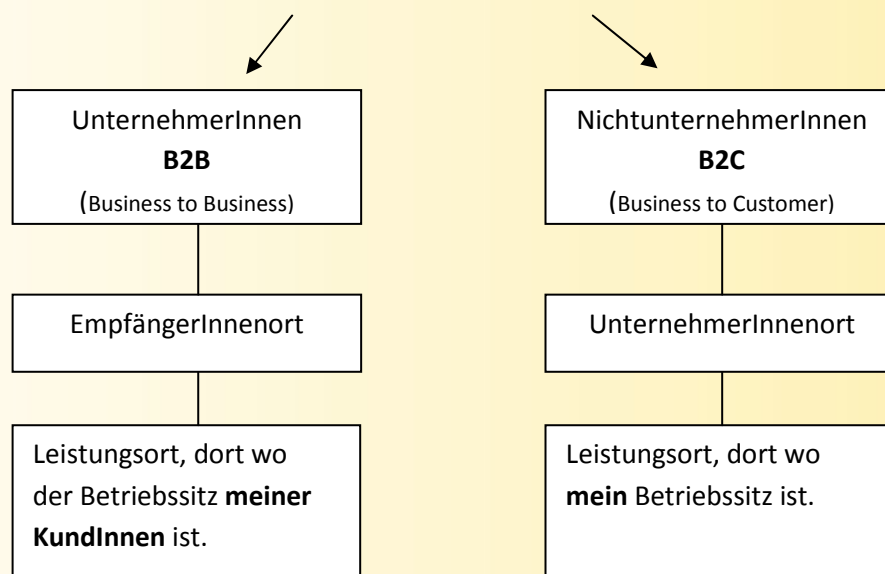 UnternehmerInnen
B2B
(Business to Business)
EmpfängerInnenort
Leistungsort, dort wo
der Betriebssitz meiner
KundInnen ist.
NichtunternehmerInnen
B2C
(Business to Customer)
UnternehmerInnenort
Leistungsort, dort wo
mein Betriebssitz ist.